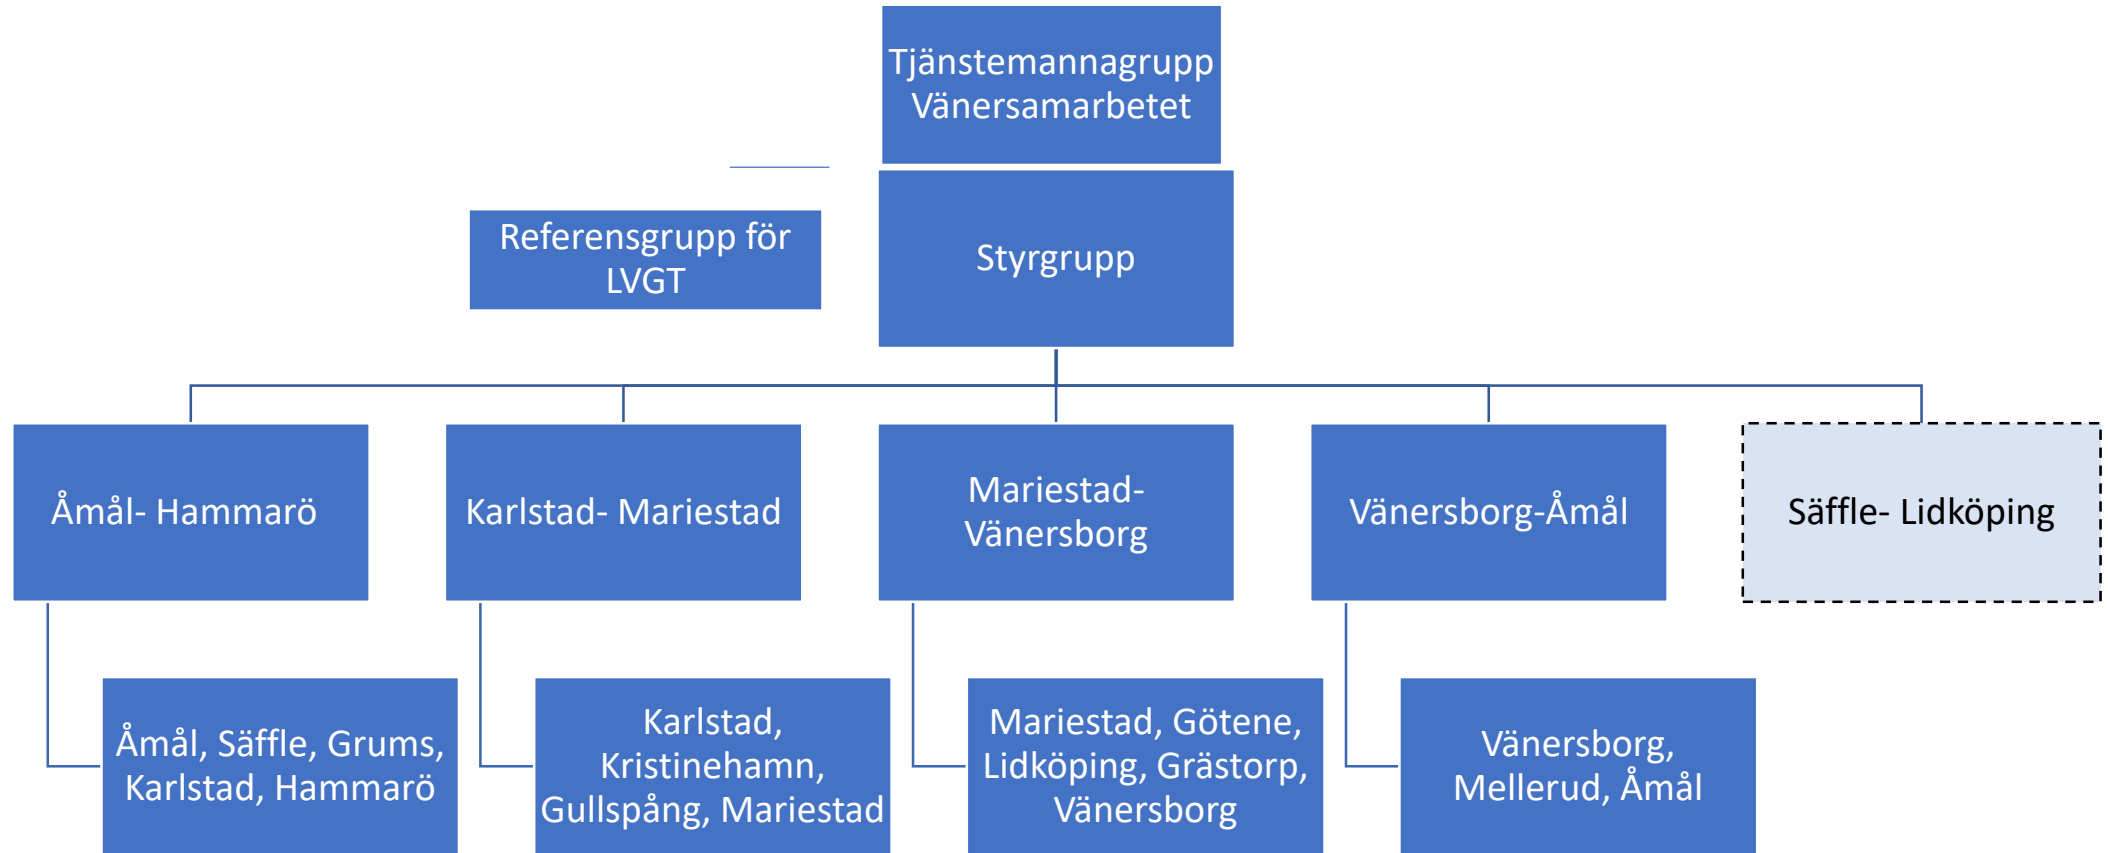 Tjänstemannagrupp
Vänersamarbetet
Referensgrupp för
LVGT
Styrgrupp
Åmål- Hammarö
Karlstad- Mariestad
Mariestad-
Vänersborg
Vänersborg-Åmål
Säffle- Lidköping
Åmål, Säffle, Grums,
Karlstad, Hammarö
Karlstad,
Kristinehamn,
Gullspång, Mariestad
Mariestad, Götene,
Lidköping, Grästorp,
Vänersborg
Vänersborg,
Mellerud, Åmål